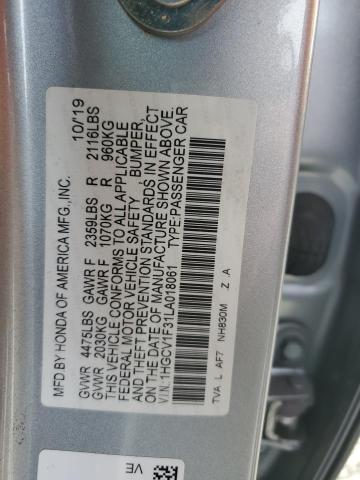 MFD BY HONDA OF AMERICA MFG.,INC. 10/19
GVWR 4475LBS GAWR F 2359LBS R 2116LBS
GVWR 2030KG GAWR F 1070KG R 960KG
THIS VEHICLE CONFORMS TO ALL APPLICABLE
FEDERAL MOTOR VEHICLE SAFETY, BUMPER,
AND THEFT PREVENTION STANDARDS IN EFFECT
ON THE DATE OF MANUFACTURE SHOWN ABOVE.
V.I.N.:1HGCV1F31LA018061 TYPE:PASSENGER CAR
TVA L AF7 NH830M Z A
VE